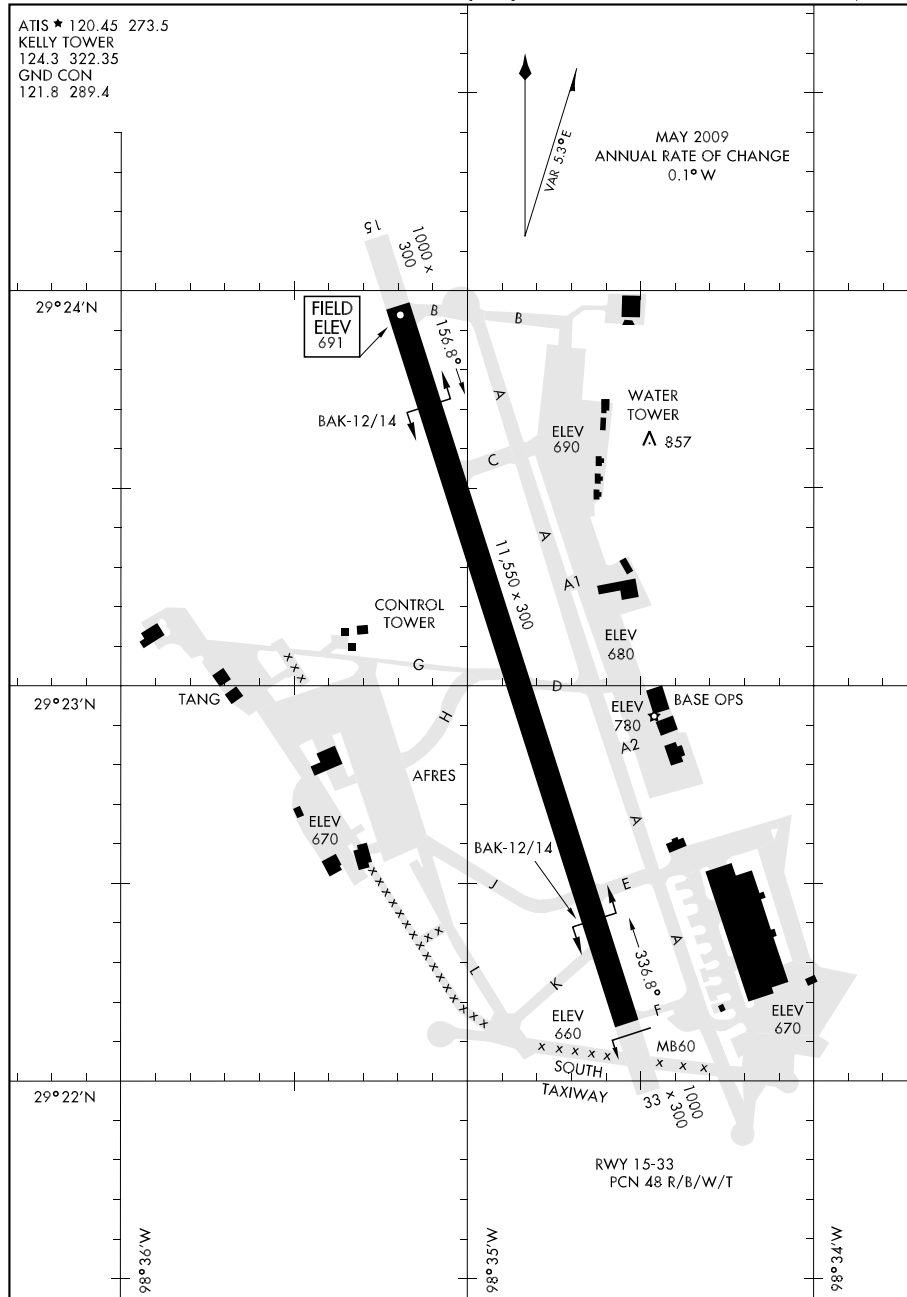 ATIS ★ 120.45 273.5
KELLY TOWER
124.3 322.35
GND CON
121.8 289.4
VAR 5.3° E
MAY 2009
ANNUAL RATE OF CHANGE
0.1° W
15
1000 x
300
29° 24'N
FIELD
ELEV
691
B
B
156.8°
A
BAK-12/14
WATER
TOWER
857
ELEV
690
C
A
11,550 x 300
A1
CONTROL
TOWER
ELEV
680
G
D
29° 23'N
TANG
BASE OPS
ELEV
780
H
A2
AFRES
ELEV
670
A
BAK-12/14
J
E
A
L
K
336.8°
F
ELEV
660
ELEV
670
MB60
SOUTH
TAXIWAY
29° 22'N
33
1000
x 300
RWY 15-33
PCN 48 R/B/W/T
98° 36'W
98° 35'W
98° 34'W